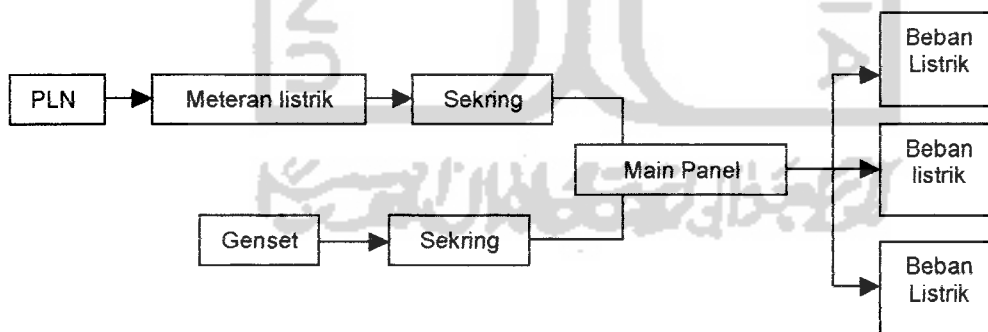 PLN
Meteran listrik
Sekring
Genset
Sekring
Main Panel
Beban
Listrik
Beban
listrik
Beban
Listrik